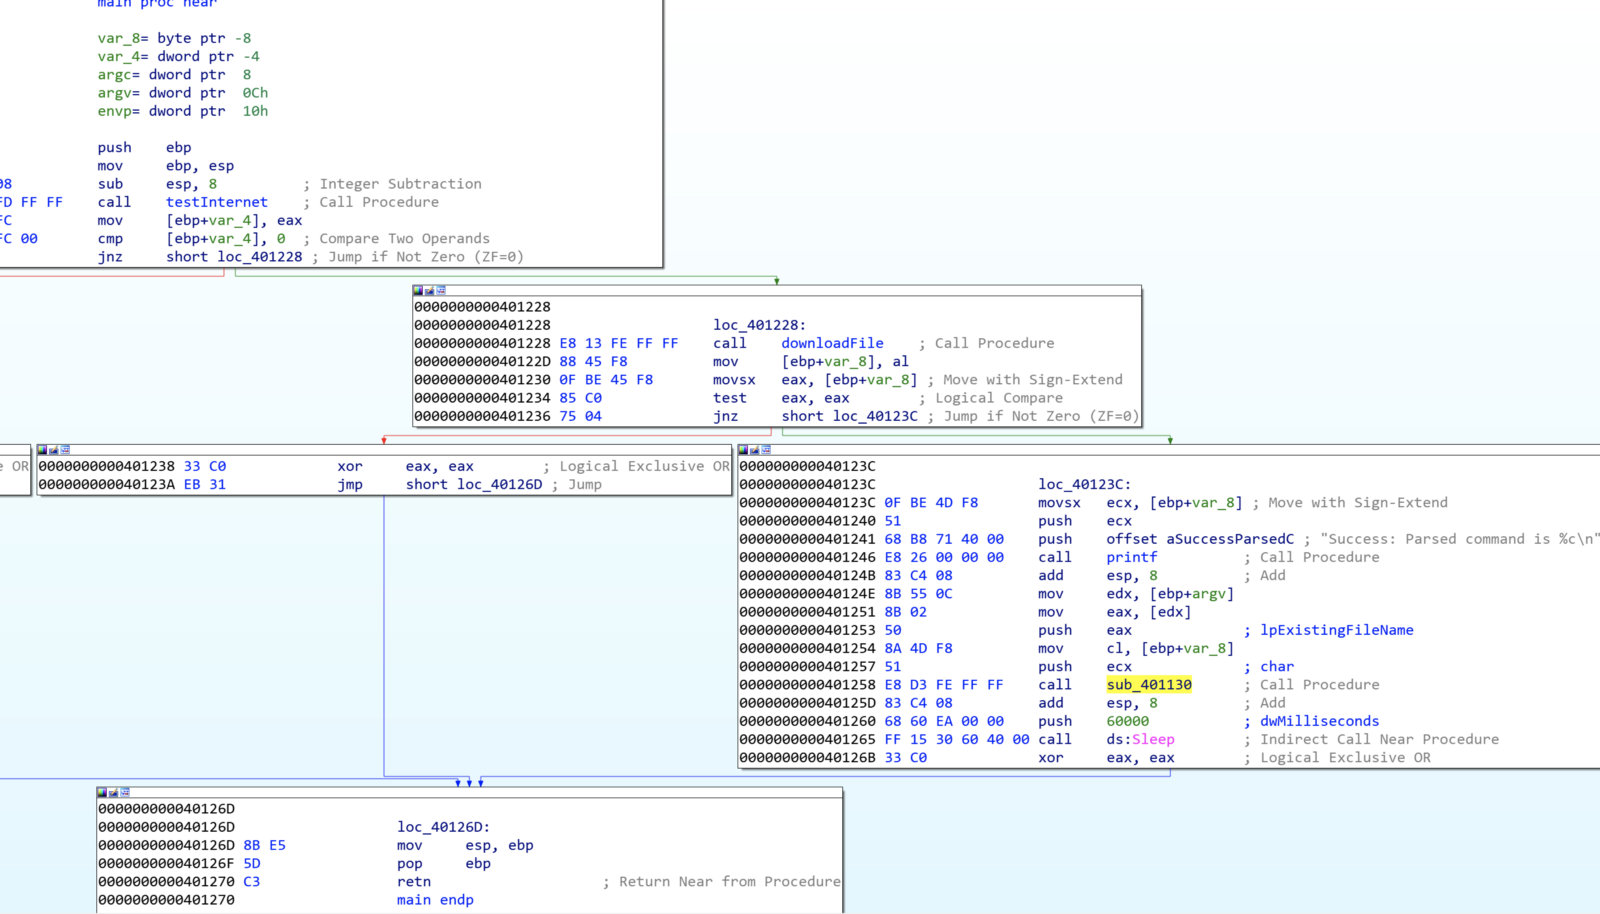 main proc near
var_8= byte ptr -8
var_4= dword ptr -4
argc= dword ptr  8
argv= dword ptr  0Ch
envp= dword ptr  10h
push    ebp
mov     ebp, esp
08 sub     esp, 8          ; Integer Subtraction
FD FF FF call    testInternet    ; Call Procedure
FC mov     [ebp+var_4], eax
FC 00 cmp     [ebp+var_4], 0  ; Compare Two Operands
jnz     short loc_401228 ; Jump if Not Zero (ZF=0)
0000000000401228
0000000000401228 loc_401228:
0000000000401228 E8 13 FE FF FF call    downloadFile    ; Call Procedure
000000000040122D 88 45 F8 mov     [ebp+var_8], al
0000000000401230 0F BE 45 F8 movsx   eax, [ebp+var_8] ; Move with Sign-Extend
0000000000401234 85 C0 test    eax, eax        ; Logical Compare
0000000000401236 75 04 jnz     short loc_40123C ; Jump if Not Zero (ZF=0)
e OR
0000000000401238 33 C0 xor     eax, eax        ; Logical Exclusive OR
000000000040123A EB 31 jmp     short loc_40126D ; Jump
000000000040123C
000000000040123C loc_40123C:
000000000040123C 0F BE 4D F8 movsx   ecx, [ebp+var_8] ; Move with Sign-Extend
0000000000401240 51 push    ecx
0000000000401241 68 B8 71 40 00 push    offset aSuccessParsedC ; "Success: Parsed command is %c\n"
0000000000401246 E8 26 00 00 00 call    printf          ; Call Procedure
000000000040124B 83 C4 08 add     esp, 8          ; Add
000000000040124E 8B 55 0C mov     edx, [ebp+argv]
0000000000401251 8B 02 mov     eax, [edx]
0000000000401253 50 push    eax             ; lpExistingFileName
0000000000401254 8A 4D F8 mov     cl, [ebp+var_8]
0000000000401257 51 push    ecx             ; char
0000000000401258 E8 D3 FE FF FF call    sub_401130      ; Call Procedure
000000000040125D 83 C4 08 add     esp, 8          ; Add
0000000000401260 68 60 EA 00 00 push    60000           ; dwMilliseconds
0000000000401265 FF 15 30 60 40 00 call    ds:Sleep        ; Indirect Call Near Procedure
000000000040126B 33 C0 xor     eax, eax        ; Logical Exclusive OR
000000000040126D
000000000040126D loc_40126D:
000000000040126D 8B E5 mov     esp, ebp
000000000040126F 5D pop     ebp
0000000000401270 C3 retn                    ; Return Near from Procedure
0000000000401270 main endp